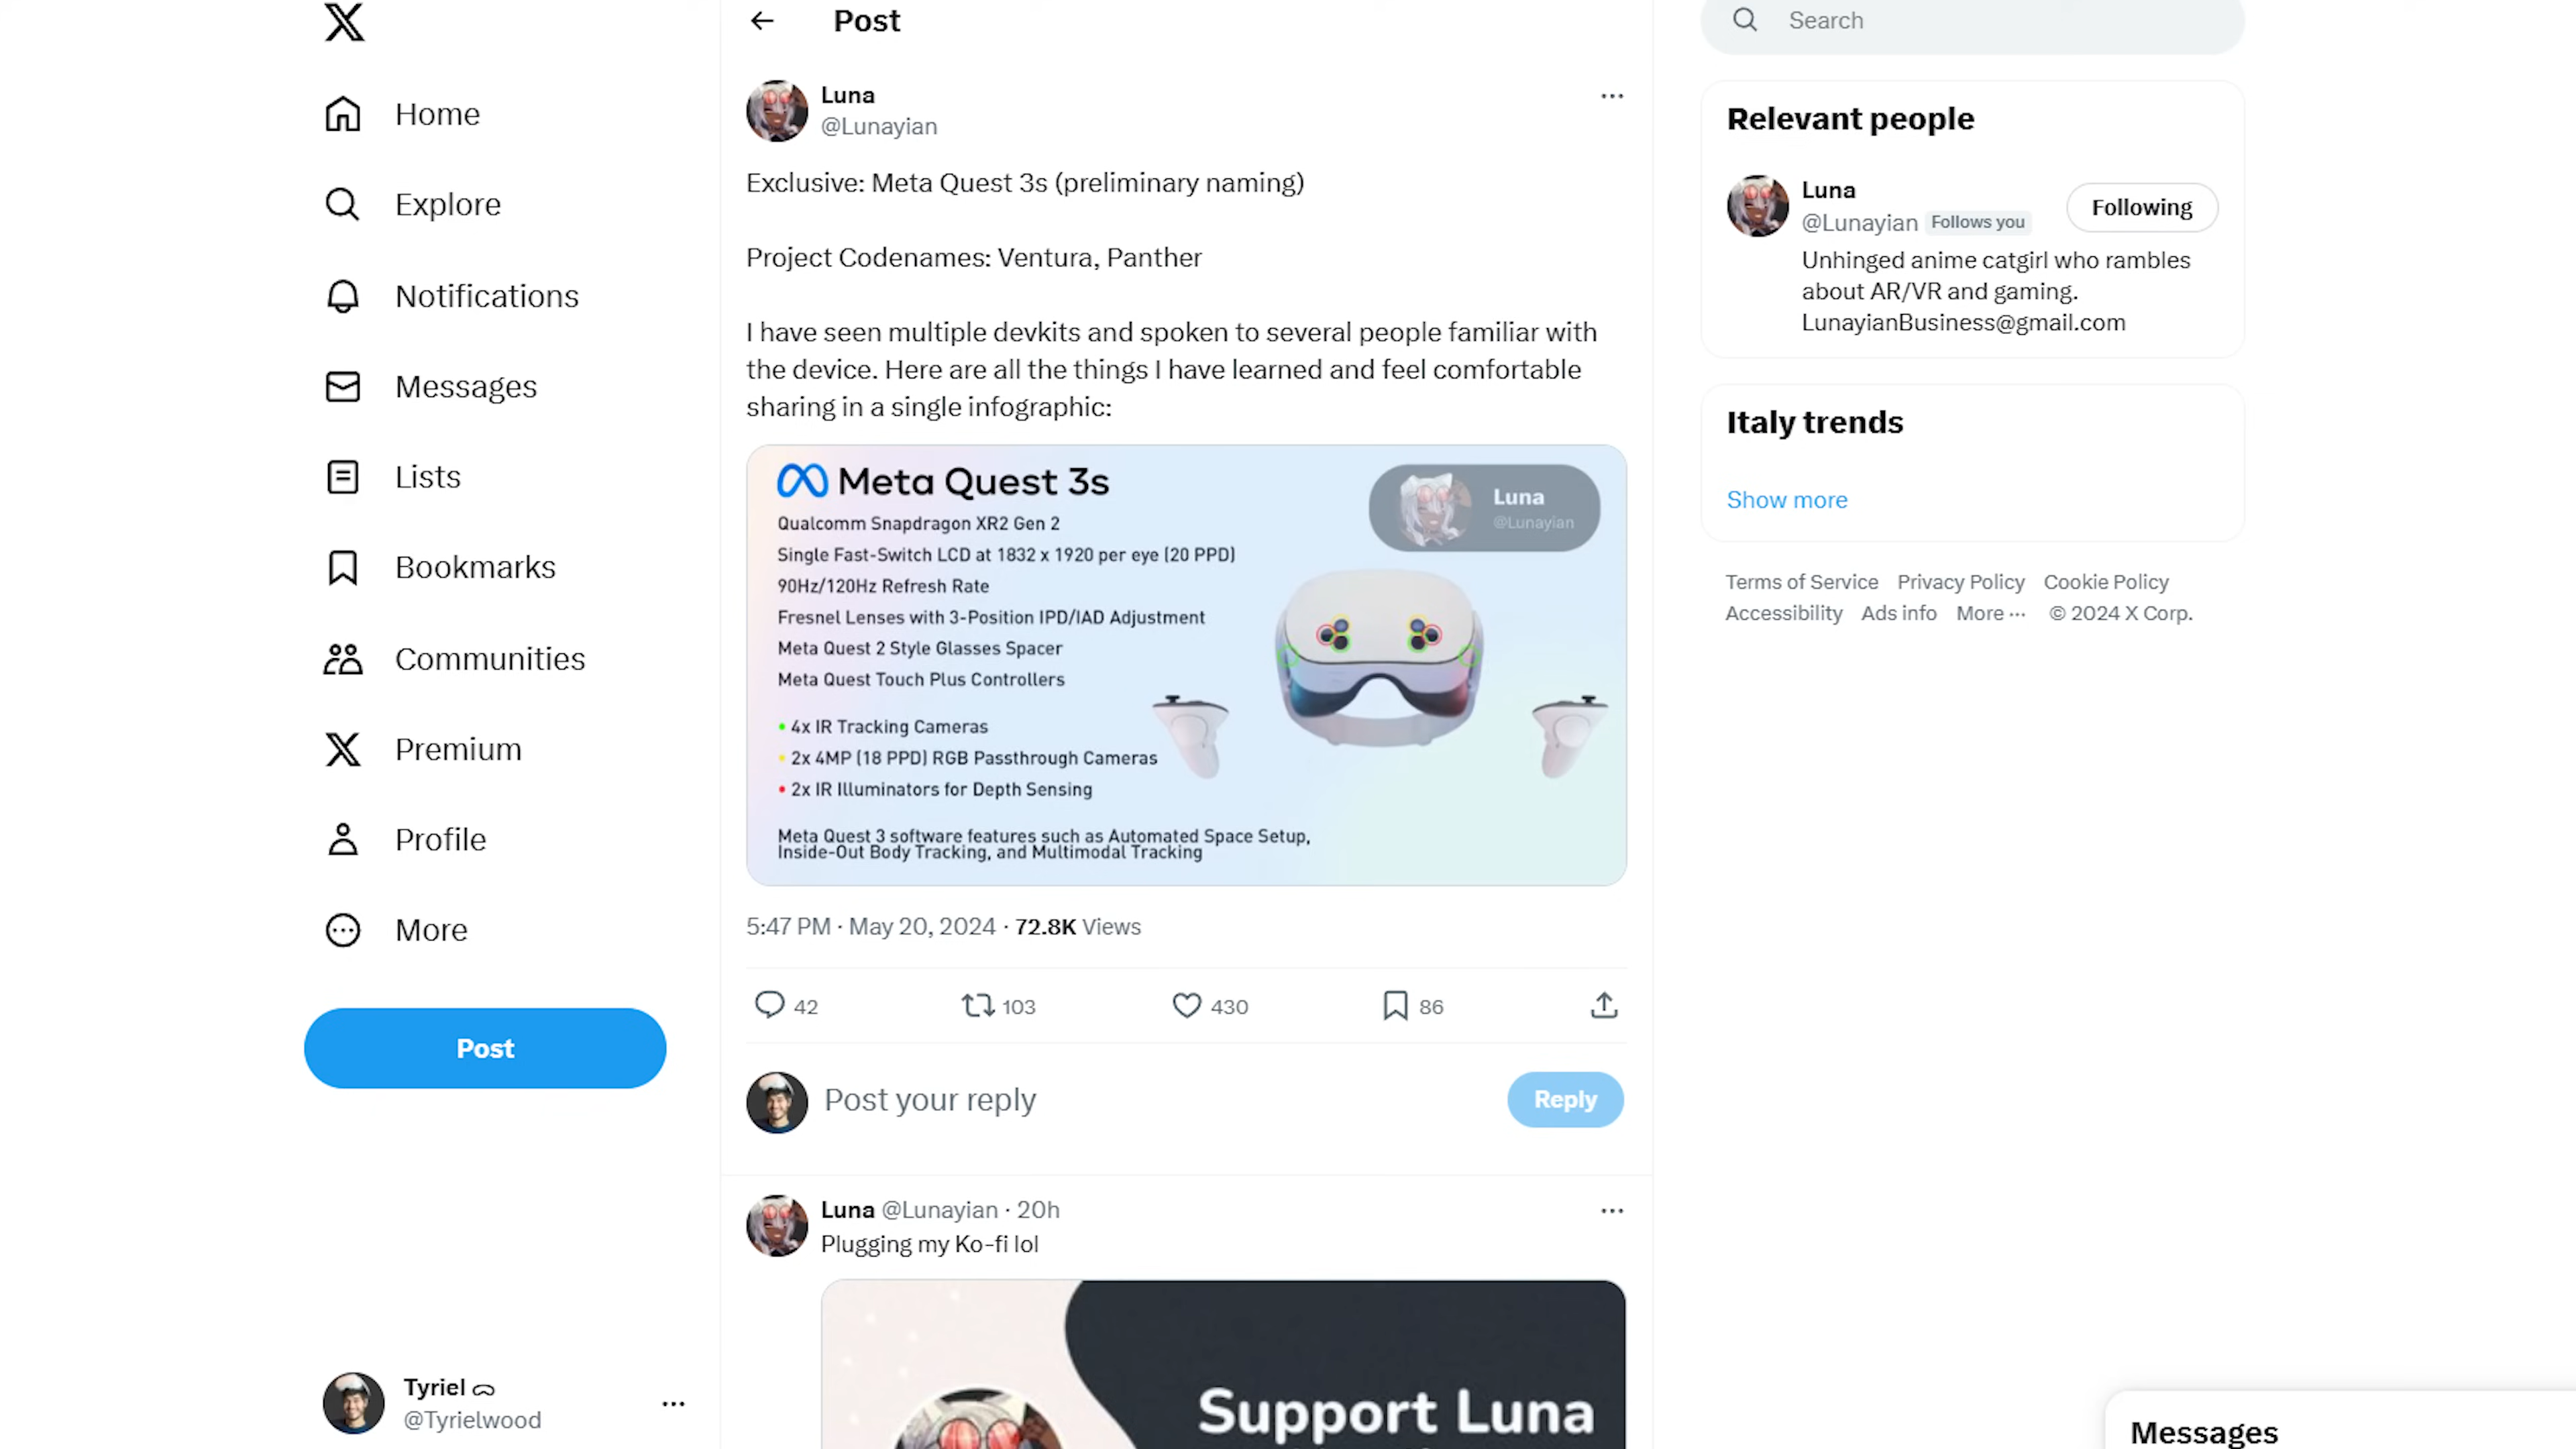 Home
Explore
Notifications
Messages
Lists
Bookmarks
Communities
Premium
Profile
More
Post
Tyriel
@Tyrielwood
Post
Luna
@Lunayian
Exclusive: Meta Quest 3s (preliminary naming)
Project Codenames: Ventura, Panther
I have seen multiple devkits and spoken to several people familiar with
the device. Here are all the things I have learned and feel comfortable
sharing in a single infographic:
Meta Quest 3s
Luna
@Lunayian
Qualcomm Snapdragon XR2 Gen 2
Single Fast-Switch LCD at 1832 x 1920 per eye (20 PPD)
90Hz/120Hz Refresh Rate
Fresnel Lenses with 3-Position IPD/IAD Adjustment
Meta Quest 2 Style Glasses Spacer
Meta Quest Touch Plus Controllers
• 4x IR Tracking Cameras
• 2x 4MP (18 PPD) RGB Passthrough Cameras
• 2x IR Illuminators for Depth Sensing
Meta Quest 3 software features such as Automated Space Setup,
Inside-Out Body Tracking, and Multimodal Tracking
5:47 PM · May 20, 2024 · 72.8K Views
42 103 430 86
Post your reply
Reply
Luna @Lunayian · 20h
Plugging my Ko-fi lol
Support Luna
Search
Relevant people
Luna
@Lunayian Follows you
Following
Unhinged anime catgirl who rambles
about AR/VR and gaming.
LunayianBusiness@gmail.com
Italy trends
Show more
Terms of Service Privacy Policy Cookie Policy
Accessibility Ads info More ··· © 2024 X Corp.
Messages